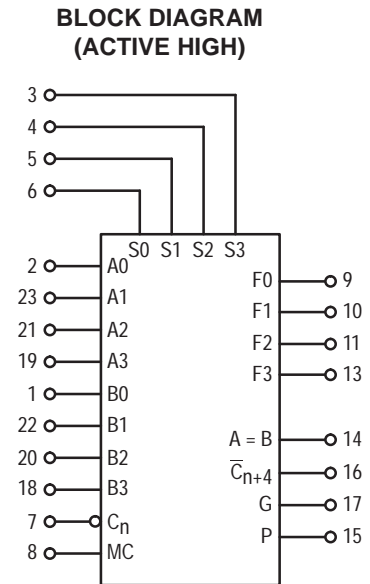 BLOCK DIAGRAM
(ACTIVE HIGH)
3
4
5
6
S0 S1 S2 S3
2 A0
23 A1
21 A2
19 A3
1 B0
22 B1
20 B2
18 B3
7 Cn
8 MC
F0 9
F1 10
F2 11
F3 13
A = B 14
C̅n+4 16
G 17
P 15